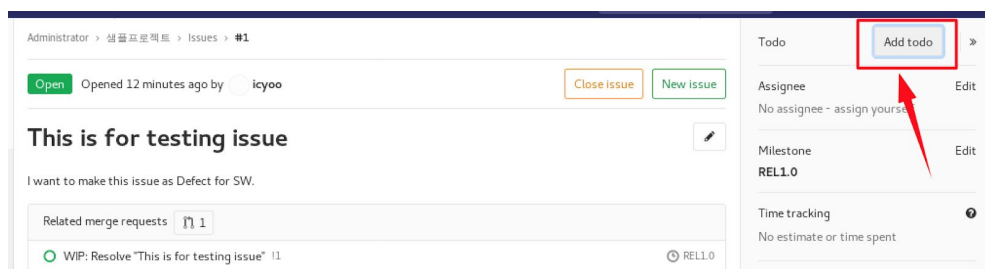 Administrator > 샘플프로젝트 > Issues > #1
Open Opened 12 minutes ago by icyoo
Close issue New issue
This is for testing issue
I want to make this issue as Defect for SW.
Related merge requests 1
WIP: Resolve "This is for testing issue" !1
REL1.0
Todo Add todo »
Assignee Edit
No assignee - assign yourself
Milestone Edit
REL1.0
Time tracking
No estimate or time spent